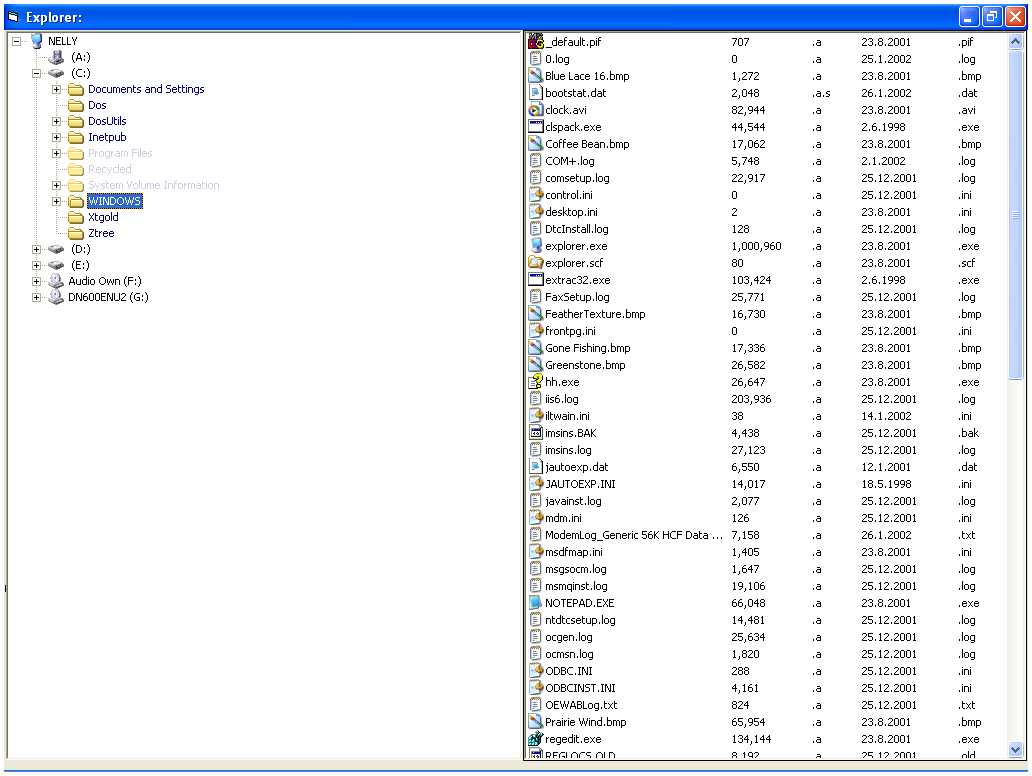 Explorer:
NELLY
(A:)
(C:)
Documents and Settings
Dos
DosUtils
Inetpub
Program Files
Recycled
System Volume Information
WINDOWS
Xtgold
Ztree
(D:)
(E:)
Audio Own (F:)
DN600ENU2 (G:)
_default.pif 707 .a 23.8.2001 .pif
0.log 0 .a 25.1.2002 .log
Blue Lace 16.bmp 1,272 .a 23.8.2001 .bmp
bootstat.dat 2,048 .a.s 26.1.2002 .dat
clock.avi 82,944 .a 23.8.2001 .avi
clspack.exe 44,544 .a 2.6.1998 .exe
Coffee Bean.bmp 17,062 .a 23.8.2001 .bmp
COM+.log 5,748 .a 2.1.2002 .log
comsetup.log 22,917 .a 25.12.2001 .log
control.ini 0 .a 25.12.2001 .ini
desktop.ini 2 .a 23.8.2001 .ini
DtcInstall.log 128 .a 25.12.2001 .log
explorer.exe 1,000,960 .a 23.8.2001 .exe
explorer.scf 80 .a 23.8.2001 .scf
extrac32.exe 103,424 .a 2.6.1998 .exe
FaxSetup.log 25,771 .a 25.12.2001 .log
FeatherTexture.bmp 16,730 .a 23.8.2001 .bmp
frontpg.ini 0 .a 25.12.2001 .ini
Gone Fishing.bmp 17,336 .a 23.8.2001 .bmp
Greenstone.bmp 26,582 .a 23.8.2001 .bmp
hh.exe 26,647 .a 23.8.2001 .exe
iis6.log 203,936 .a 25.12.2001 .log
iltwain.ini 38 .a 14.1.2002 .ini
imsins.BAK 4,438 .a 25.12.2001 .bak
imsins.log 27,123 .a 25.12.2001 .log
jautoexp.dat 6,550 .a 12.1.2001 .dat
JAUTOEXP.INI 14,017 .a 18.5.1998 .ini
javainst.log 2,077 .a 25.12.2001 .log
mdm.ini 126 .a 25.12.2001 .ini
ModemLog_Generic 56K HCF Data ... 7,158 .a 26.1.2002 .txt
msdfmap.ini 1,405 .a 23.8.2001 .ini
msgsocm.log 1,647 .a 25.12.2001 .log
msmqinst.log 19,106 .a 25.12.2001 .log
NOTEPAD.EXE 66,048 .a 23.8.2001 .exe
ntdtcsetup.log 14,481 .a 25.12.2001 .log
ocgen.log 25,634 .a 25.12.2001 .log
ocmsn.log 1,820 .a 25.12.2001 .log
ODBC.INI 288 .a 25.12.2001 .ini
ODBCINST.INI 4,161 .a 25.12.2001 .ini
OEWABLog.txt 824 .a 25.12.2001 .txt
Prairie Wind.bmp 65,954 .a 23.8.2001 .bmp
regedit.exe 134,144 .a 23.8.2001 .exe
REGLOCS.OLD 8,192 .a 25.12.2001 .old